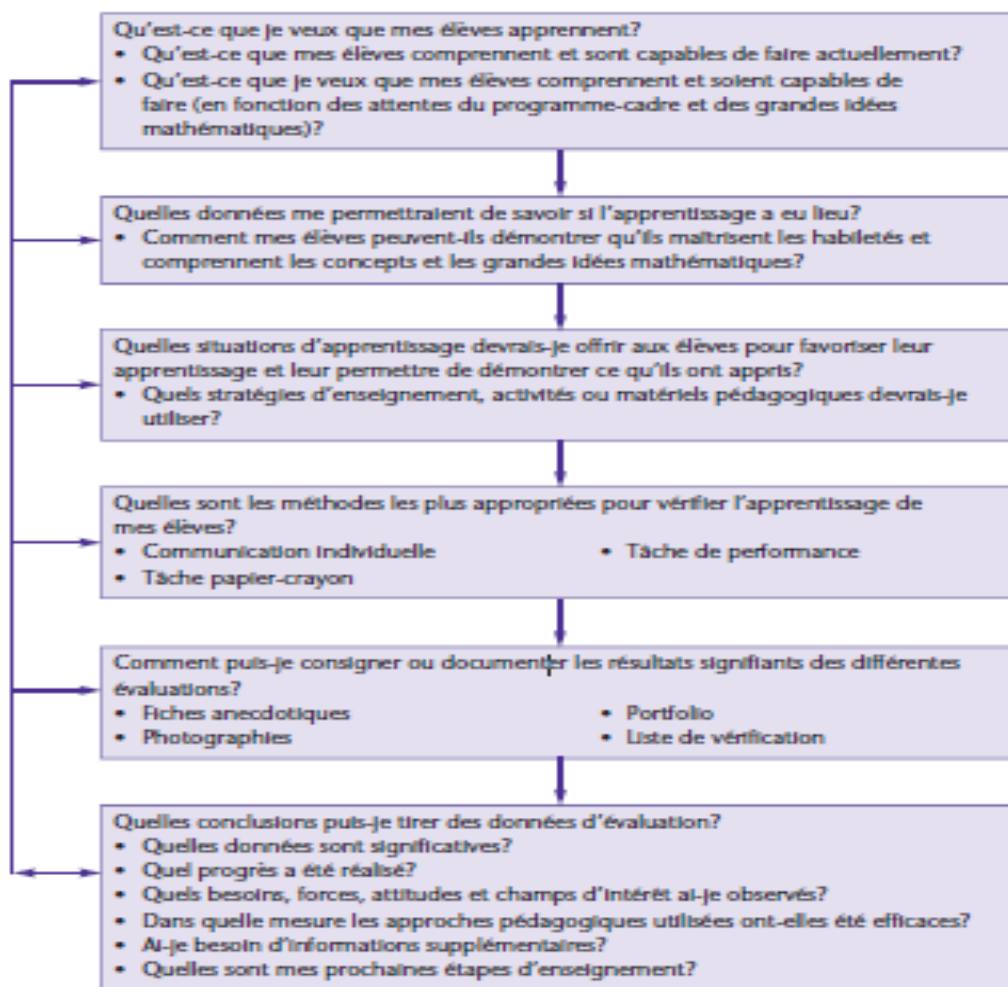 Qu'est-ce que je veux que mes élèves apprennent?
• Qu'est-ce que mes élèves comprennent et sont capables de faire actuellement?
• Qu'est-ce que je veux que mes élèves comprennent et soient capables de
faire (en fonction des attentes du programme-cadre et des grandes idées
mathématiques)?
Quelles données me permettraient de savoir si l'apprentissage a eu lieu?
• Comment mes élèves peuvent-ils démontrer qu'ils maîtrisent les habiletés et
comprennent les concepts et les grandes idées mathématiques?
Quelles situations d'apprentissage devrais-je offrir aux élèves pour favoriser leur
apprentissage et leur permettre de démontrer ce qu'ils ont appris?
• Quels stratégies d'enseignement, activités ou matériels pédagogiques devrais-je
utiliser?
Quelles sont les méthodes les plus appropriées pour vérifier l'apprentissage de
mes élèves?
• Communication individuelle • Tâche de performance
• Tâche papier-crayon
Comment puis-je consigner ou documenter les résultats signifiants des différentes
évaluations?
• Fiches anecdotiques • Portfolio
• Photographies • Liste de vérification
Quelles conclusions puis-je tirer des données d'évaluation?
• Quelles données sont significatives?
• Quel progrès a été réalisé?
• Quels besoins, forces, attitudes et champs d'intérêt ai-je observés?
• Dans quelle mesure les approches pédagogiques utilisées ont-elles été efficaces?
• Ai-je besoin d'informations supplémentaires?
• Quelles sont mes prochaines étapes d'enseignement?